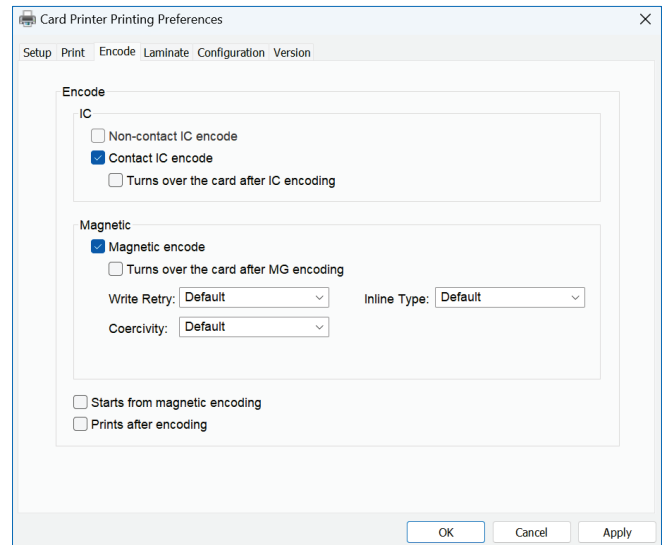 Card Printer Printing Preferences
Setup Print Encode Laminate Configuration Version
Encode
IC
Non-contact IC encode
Contact IC encode
Turns over the card after IC encoding
Magnetic
Magnetic encode
Turns over the card after MG encoding
Write Retry: Default Inline Type: Default
Coercivity: Default
Starts from magnetic encoding
Prints after encoding
OK Cancel Apply